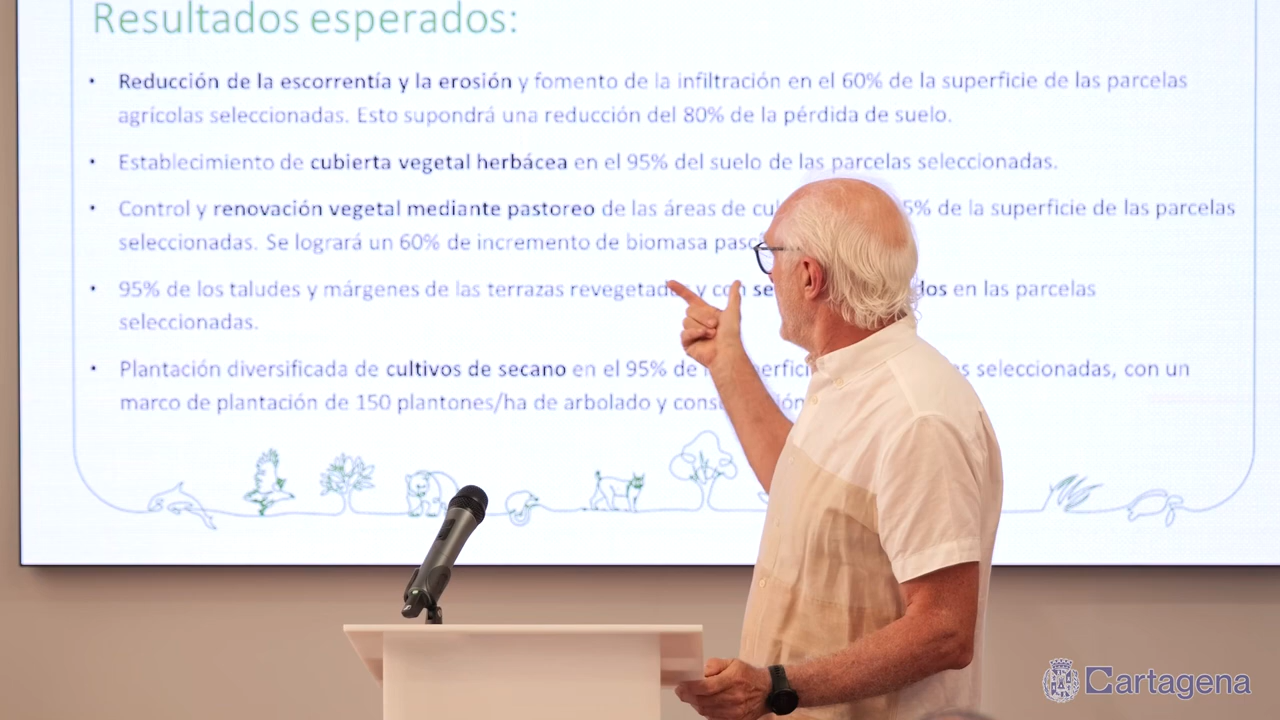 Resultados esperados:
• Reducción de la escorrentía y la erosión y fomento de la infiltración en el 60% de la superficie de las parcelas
agrícolas seleccionadas. Esto supondrá una reducción del 80% de la pérdida de suelo.
• Establecimiento de cubierta vegetal herbácea en el 95% del suelo de las parcelas seleccionadas.
• Control y renovación vegetal mediante pastoreo de las áreas de 5% de la superficie de las parcelas
seleccionadas. Se logrará un 60% de incremento de biomasa
• 95% de los taludes y márgenes de las terrazas revegetados y con en las parcelas
seleccionadas.
• Plantación diversificada de cultivos de secano en el 95% de seleccionadas, con un
marco de plantación de 150 plantones/ha de arbolado y
Cartagena